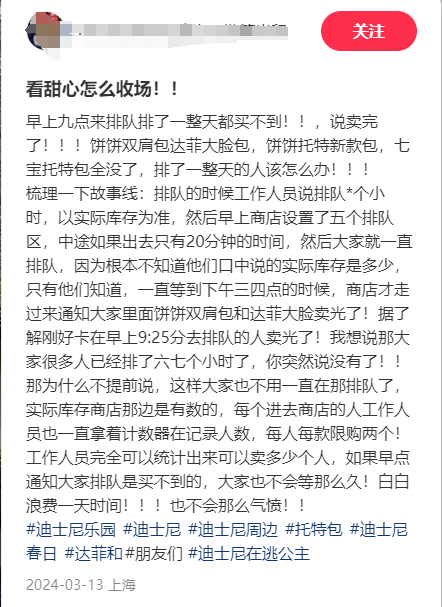 关注
看甜心怎么收场！！
早上九点来排队排了一整天都买不到！！，说卖完
了！！！饼饼双肩包达菲大脸包，饼饼托特新款包，七
宝托特包全没了，排了一整天的人该怎么办！！！
梳理一下故事线：排队的时候工作人员说排队*个小
时，以实际库存为准，然后早上商店设置了五个排队
区，中途如果出去只有20分钟的时间，然后大家就一直
排队，因为根本不知道他们口中说的实际库存是多少，
只有他们知道，一直等到下午三四点的时候，商店才走
过来通知大家里面饼饼双肩包和达菲大脸卖光了！据了
解刚好卡在早上9:25分去排队的人卖光了！我想说那大
家很多人已经排了六七个小时了，你突然说没有了！！
那为什么不提前说，这样大家也不用一直在那排队了，
实际库存商店那边是有数的，每个进去商店的人工作人
员也一直拿着计数器在记录人数，每人每款限购两个！
工作人员完全可以统计出来可以卖多少个人，如果早点
通知大家排队是买不到的，大家也不会等那么久！白白
浪费一天时间！！！也不会那么气愤！！
#迪士尼乐园 #迪士尼 #迪士尼周边 #托特包 #迪士尼
春日 #达菲和#朋友们 #迪士尼在逃公主
2024-03-13 上海